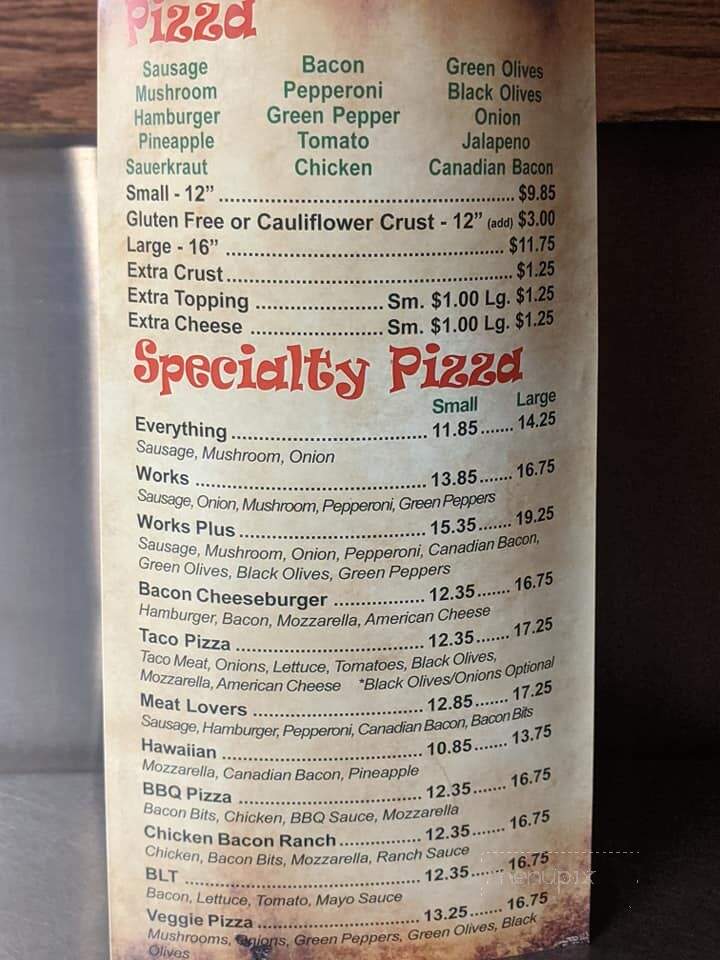 Pizza
Sausage Bacon Green Olives
Mushroom Pepperoni Black Olives
Hamburger Green Pepper Onion
Pineapple Tomato Jalapeno
Sauerkraut Chicken Canadian Bacon
Small - 12” ........................................................ $9.85
Gluten Free or Cauliflower Crust - 12” (add) $3.00
Large - 16” ..................................................... $11.75
Extra Crust ...................................................... $1.25
Extra Topping ........................ Sm. $1.00 Lg. $1.25
Extra Cheese ......................... Sm. $1.00 Lg. $1.25
Specialty Pizza
Small Large
Everything .................................... 11.85 ....... 14.25
Sausage, Mushroom, Onion
Works ........................................... 13.85 ....... 16.75
Sausage, Onion, Mushroom, Pepperoni, Green Peppers
Works Plus ................................... 15.35 ....... 19.25
Sausage, Mushroom, Onion, Pepperoni, Canadian Bacon,
Green Olives, Black Olives, Green Peppers
Bacon Cheeseburger ................. 12.35 ....... 16.75
Hamburger, Bacon, Mozzarella, American Cheese
Taco Pizza ................................... 12.35 ....... 17.25
Taco Meat, Onions, Lettuce, Tomatoes, Black Olives,
Mozzarella, American Cheese *Black Olives/Onions Optional
Meat Lovers ................................ 12.85 ....... 17.25
Sausage, Hamburger, Pepperoni, Canadian Bacon, Bacon Bits
Hawaiian ..................................... 10.85 ....... 13.75
Mozzarella, Canadian Bacon, Pineapple
BBQ Pizza .................................. 12.35 ....... 16.75
Bacon Bits, Chicken, BBQ Sauce, Mozzarella
Chicken Bacon Ranch ............... 12.35 ....... 16.75
Chicken, Bacon Bits, Mozzarella, Ranch Sauce
BLT ............................................. 12.35 ....... 16.75
Bacon, Lettuce, Tomato, Mayo Sauce
menupix
Veggie Pizza .............................. 13.25 ....... 16.75
Mushrooms, Onions, Green Peppers, Green Olives, Black
Olives